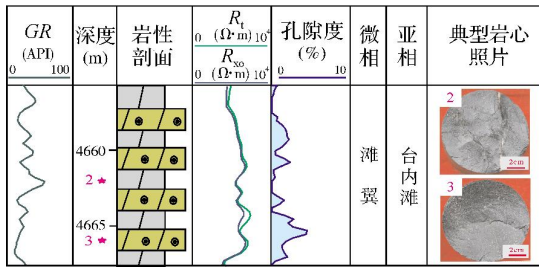 GR
(API)
0 100
深度
(m)
岩性
剖面
Rt
0 (Ω·m) 10⁴
Rxo
0 (Ω·m) 10⁴
孔隙度
(%)
0 10
微
相
亚
相
典型岩心
照片
4660
2
4665
3
滩
翼
台
内
滩
2
2cm
3
2cm